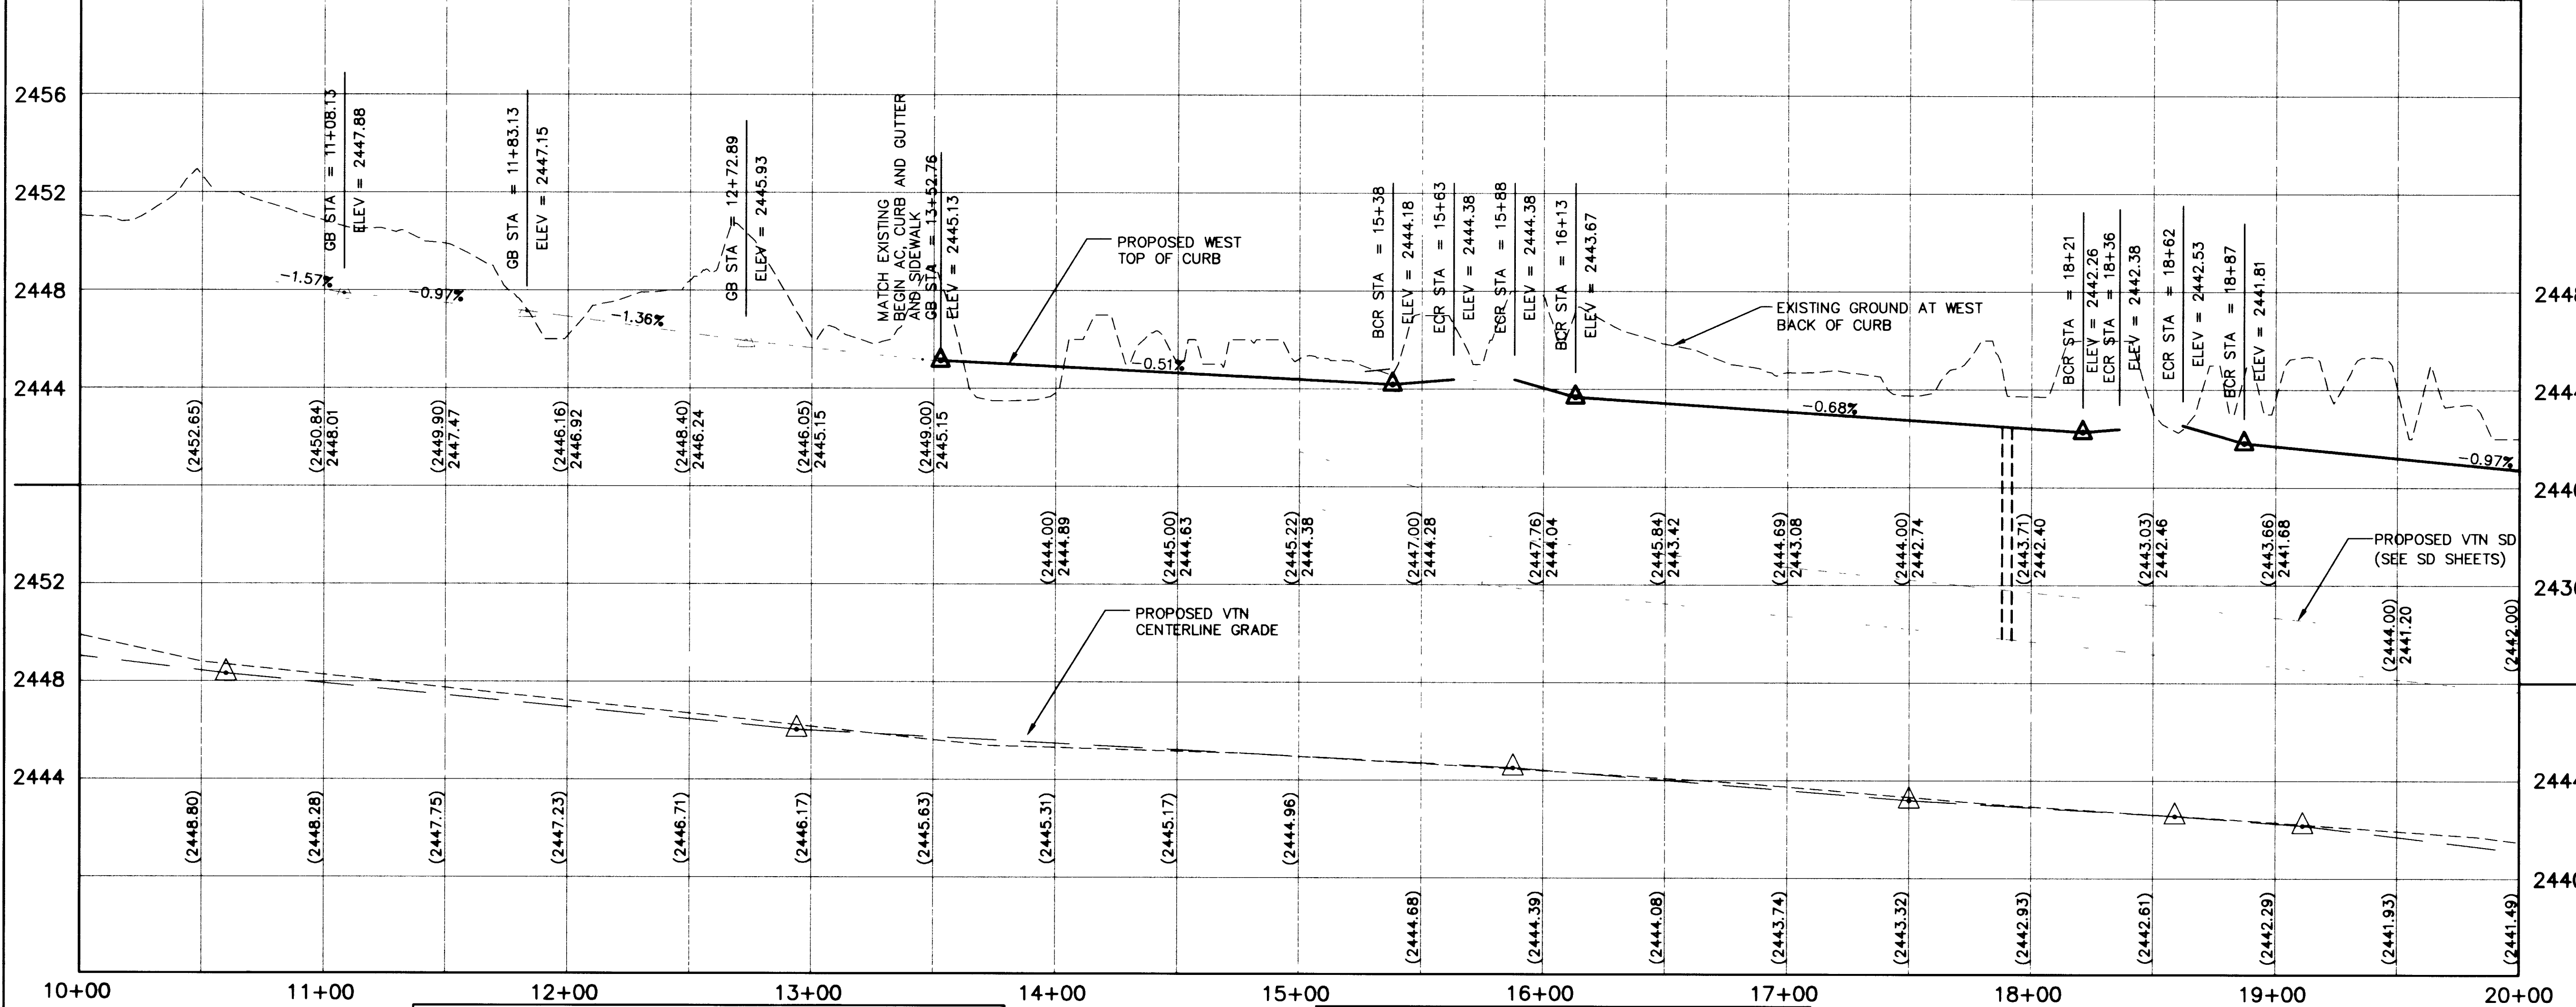 2456
2452
2448
2444
2452
2448
2444
GB STA = 11+08.13
ELEV = 2447.88
GB STA = 11+83.13
ELEV = 2447.15
GB STA = 12+72.89
ELEV = 2445.93
MATCH EXISTING
BEGIN AC, CURB AND GUTTER
AND SIDEWALK
GB STA = 13+52.76
ELEV = 2445.13
PROPOSED WEST
TOP OF CURB
BCR STA = 15+38
ELEV = 2444.18
ECR STA = 15+63
ELEV = 2444.38
ECR STA = 15+88
ELEV = 2444.38
BCR STA = 16+13
ELEV = 2443.67
EXISTING GROUND AT WEST
BACK OF CURB
BCR STA = 18+21
ELEV = 2442.26
ECR STA = 18+36
ELEV = 2442.38
ECR STA = 18+62
ELEV = 2442.53
BCR STA = 18+87
ELEV = 2441.81
-1.57%
-0.97%
-1.36%
-0.51%
-0.68%
-0.97%
(2452.65)
(2450.84)
2448.01
(2449.90)
2447.47
(2446.16)
2446.92
(2448.40)
2446.24
(2446.05)
2445.15
(2449.00)
2445.15
(2444.00)
2444.89
(2445.00)
2444.63
(2445.22)
2444.38
(2447.00)
2444.28
(2447.76)
2444.04
(2445.84)
2443.42
(2444.69)
2443.08
(2444.00)
2442.74
(2443.71)
2442.40
(2443.03)
2442.46
(2443.66)
2441.68
(2444.00)
2441.20
(2442.00)
PROPOSED VTN SD
(SEE SD SHEETS)
PROPOSED VTN
CENTERLINE GRADE
(2448.80)
(2448.28)
(2447.75)
(2447.23)
(2446.71)
(2446.17)
(2445.63)
(2445.31)
(2445.17)
(2444.96)
(2444.68)
(2444.39)
(2444.08)
(2443.74)
(2443.32)
(2442.93)
(2442.61)
(2442.29)
(2441.93)
(2441.49)
10+00
11+00
12+00
13+00
14+00
15+00
16+00
17+00
18+00
19+00
20+00